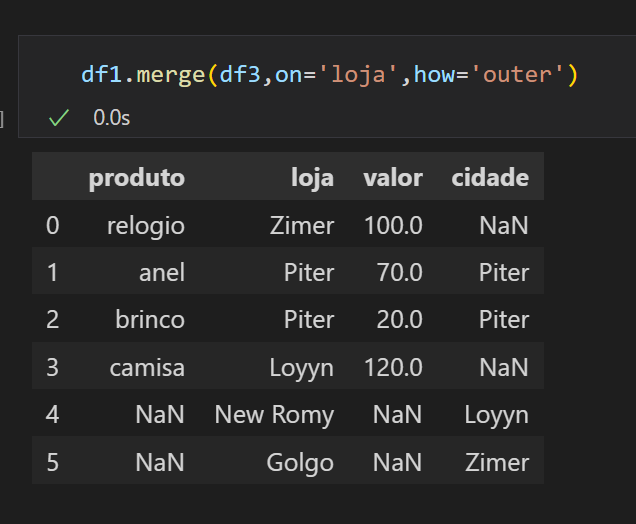 df1.merge(df3,on='loja',how='outer')
] ✓ 0.0s
produto loja valor cidade
0 relogio Zimer 100.0 NaN
1 anel Piter 70.0 Piter
2 brinco Piter 20.0 Piter
3 camisa Loyyn 120.0 NaN
4 NaN New Romy NaN Loyyn
5 NaN Golgo NaN Zimer